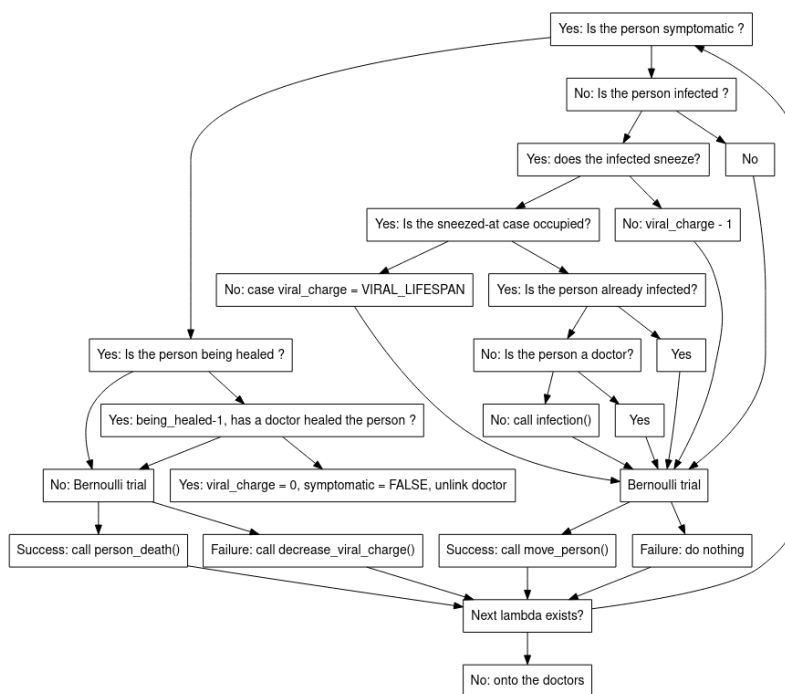 Yes: Is the person symptomatic ?
No: Is the person infected ?
Yes: does the infected sneeze?
No
Yes: Is the sneezed-at case occupied?
No: viral_charge - 1
No: case viral_charge = VIRAL_LIFESPAN
Yes: Is the person already infected?
Yes: Is the person being healed ?
No: Is the person a doctor?
Yes
Yes: being_healed-1, has a doctor healed the person ?
No: call infection()
Yes
No: Bernoulli trial
Yes: viral_charge = 0, symptomatic = FALSE, unlink doctor
Bernoulli trial
Success: call person_death()
Failure: call decrease_viral_charge()
Success: call move_person()
Failure: do nothing
Next lambda exists?
No: onto the doctors